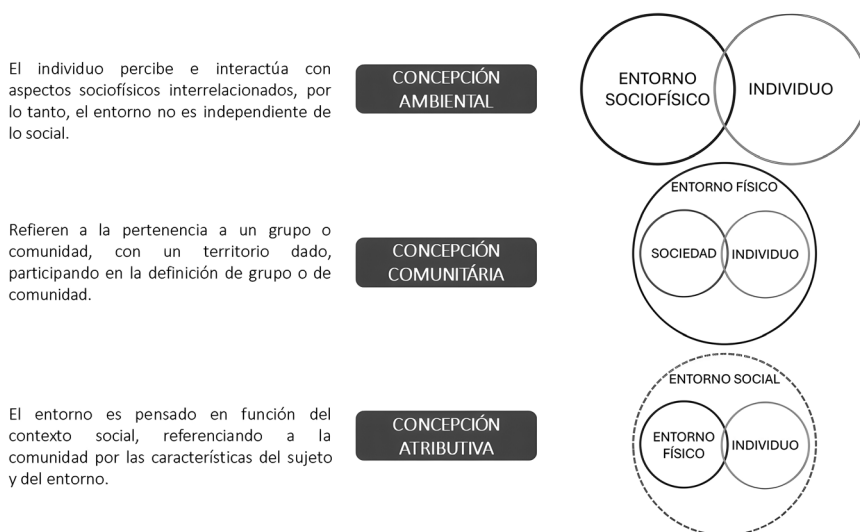 El individuo percibe e interactúa con
aspectos sociofísicos interrelacionados, por
lo tanto, el entorno no es independiente de
lo social.
CONCEPCIÓN
AMBIENTAL
ENTORNO
SOCIOFÍSICO
INDIVIDUO
Refieren a la pertenencia a un grupo o
comunidad, con un territorio dado,
participando en la definición de grupo o de
comunidad.
CONCEPCIÓN
COMUNITÁRIA
ENTORNO FÍSICO
SOCIEDAD
INDIVIDUO
El entorno es pensado en función del
contexto social, referenciando a la
comunidad por las características del sujeto
y del entorno.
CONCEPCIÓN
ATRIBUTIVA
ENTORNO SOCIAL
ENTORNO
FÍSICO
INDIVIDUO